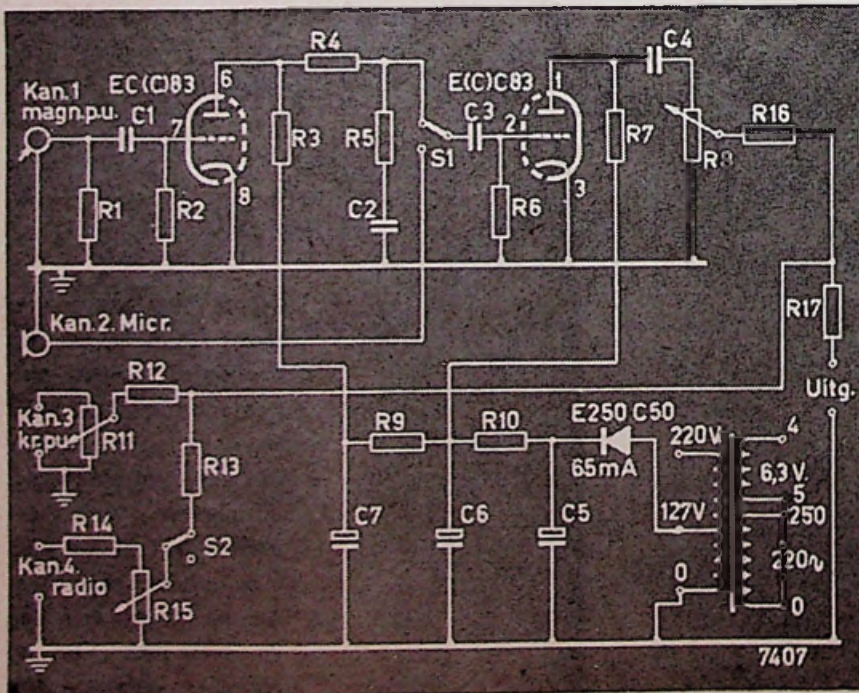 R4
C4
EC(C)83
6
E(C)C83
1
Kan.1
magn.p.u.
C1
7
R3
R5
S1
C3
2
R7
R16
R8
8
3
R1
R2
C2
R6
Kan.2. Micr.
R17
R12
Uitg.
Kan.3
kr.pu
R11
R9
R10
E250 C50
65mA
220V
4
6,3 V.
5
R13
250
127V
C7
C6
C5
R14
S2
220∿
Kan.4.
radio
0
R15
0
7407